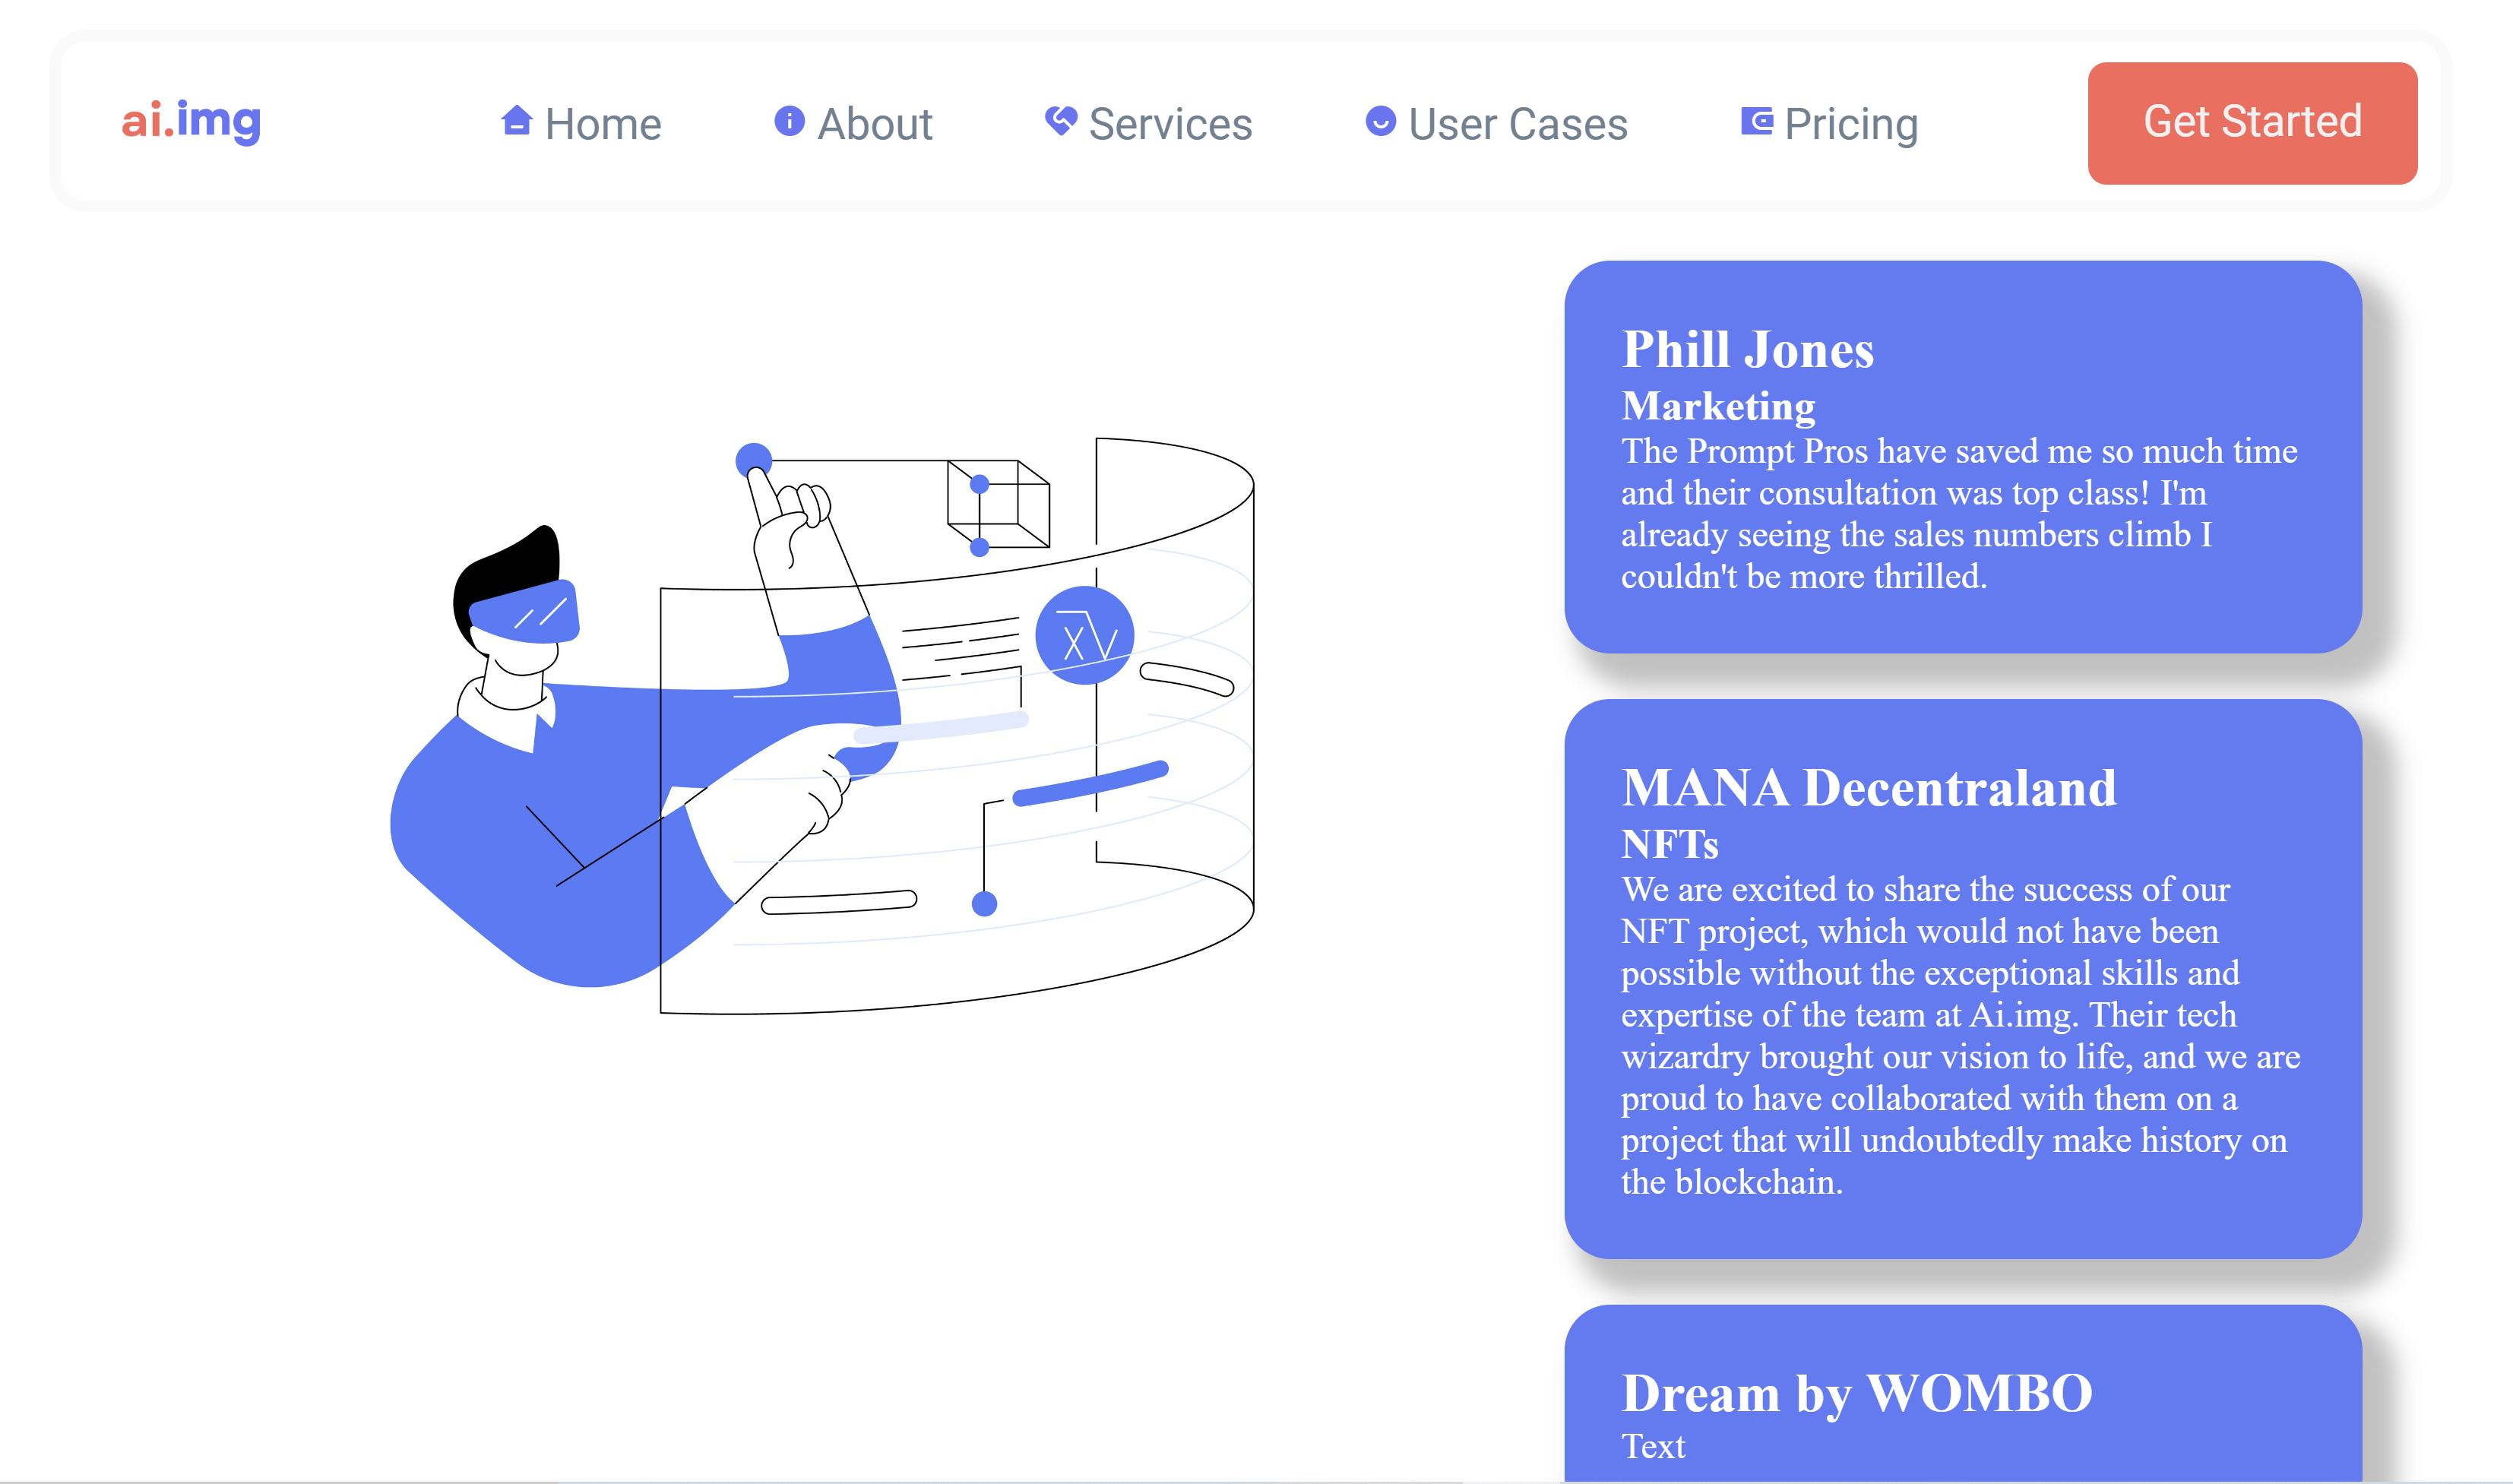 ai.img
Home
About
Services
User Cases
Pricing
Get Started
Phill Jones
Marketing
The Prompt Pros have saved me so much time
and their consultation was top class! I'm
already seeing the sales numbers climb I
couldn't be more thrilled.
MANA Decentraland
NFTs
We are excited to share the success of our
NFT project, which would not have been
possible without the exceptional skills and
expertise of the team at Ai.img. Their tech
wizardry brought our vision to life, and we are
proud to have collaborated with them on a
project that will undoubtedly make history on
the blockchain.
Dream by WOMBO
Text